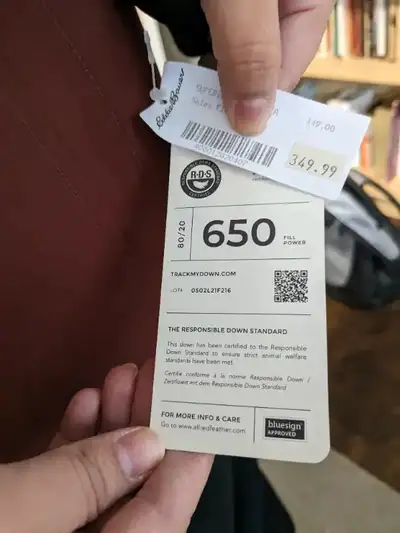 Eddie Bauer
349.99
R·D·S
80/20
650
FILL
POWER
TRACKMYDOWN.COM
LOT# 0502L21F216
THE RESPONSIBLE DOWN STANDARD
This down has been certified to the Responsible
Down Standard to ensure strict animal welfare
standards have been met.
Certifié conforme à la norme Responsible Down /
Zertifiziert mit dem Responsible Down Standard
FOR MORE INFO & CARE
Go to www.alliedfeather.com
bluesign
APPROVED